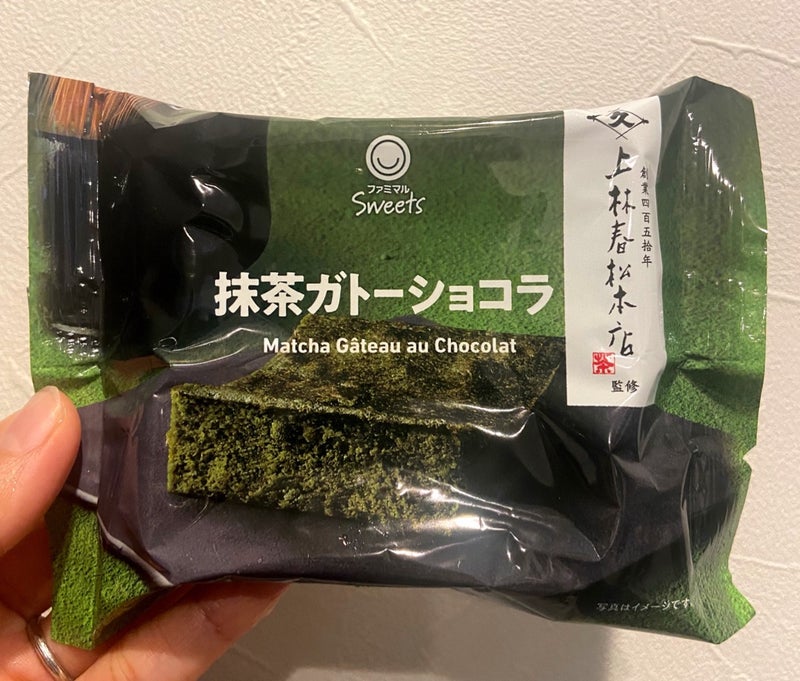 ファミマル
Sweets
抹茶ガトーショコラ
Matcha Gâteau au Chocolat
創業四百五拾年
上林春松本店
茶
監修
写真はイメージです